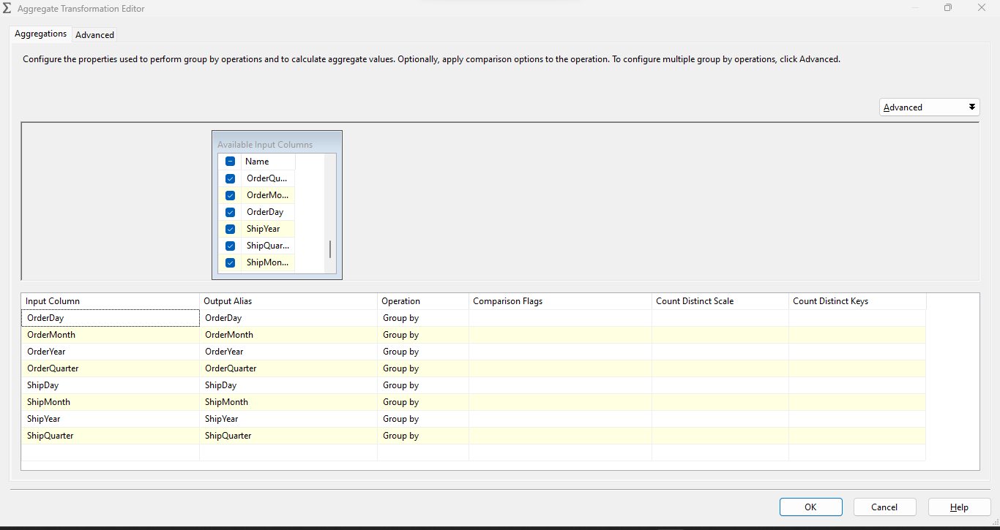 Aggregate Transformation Editor
Aggregations Advanced
Configure the properties used to perform group by operations and to calculate aggregate values. Optionally, apply comparison options to the operation. To configure multiple group by operations, click Advanced.
Advanced
Available Input Columns
Name
OrderQu...
OrderMo...
OrderDay
ShipYear
ShipQuar...
ShipMon...
Input Column Output Alias Operation Comparison Flags Count Distinct Scale Count Distinct Keys
OrderDay OrderDay Group by
OrderMonth OrderMonth Group by
OrderYear OrderYear Group by
OrderQuarter OrderQuarter Group by
ShipDay ShipDay Group by
ShipMonth ShipMonth Group by
ShipYear ShipYear Group by
ShipQuarter ShipQuarter Group by
OK Cancel Help